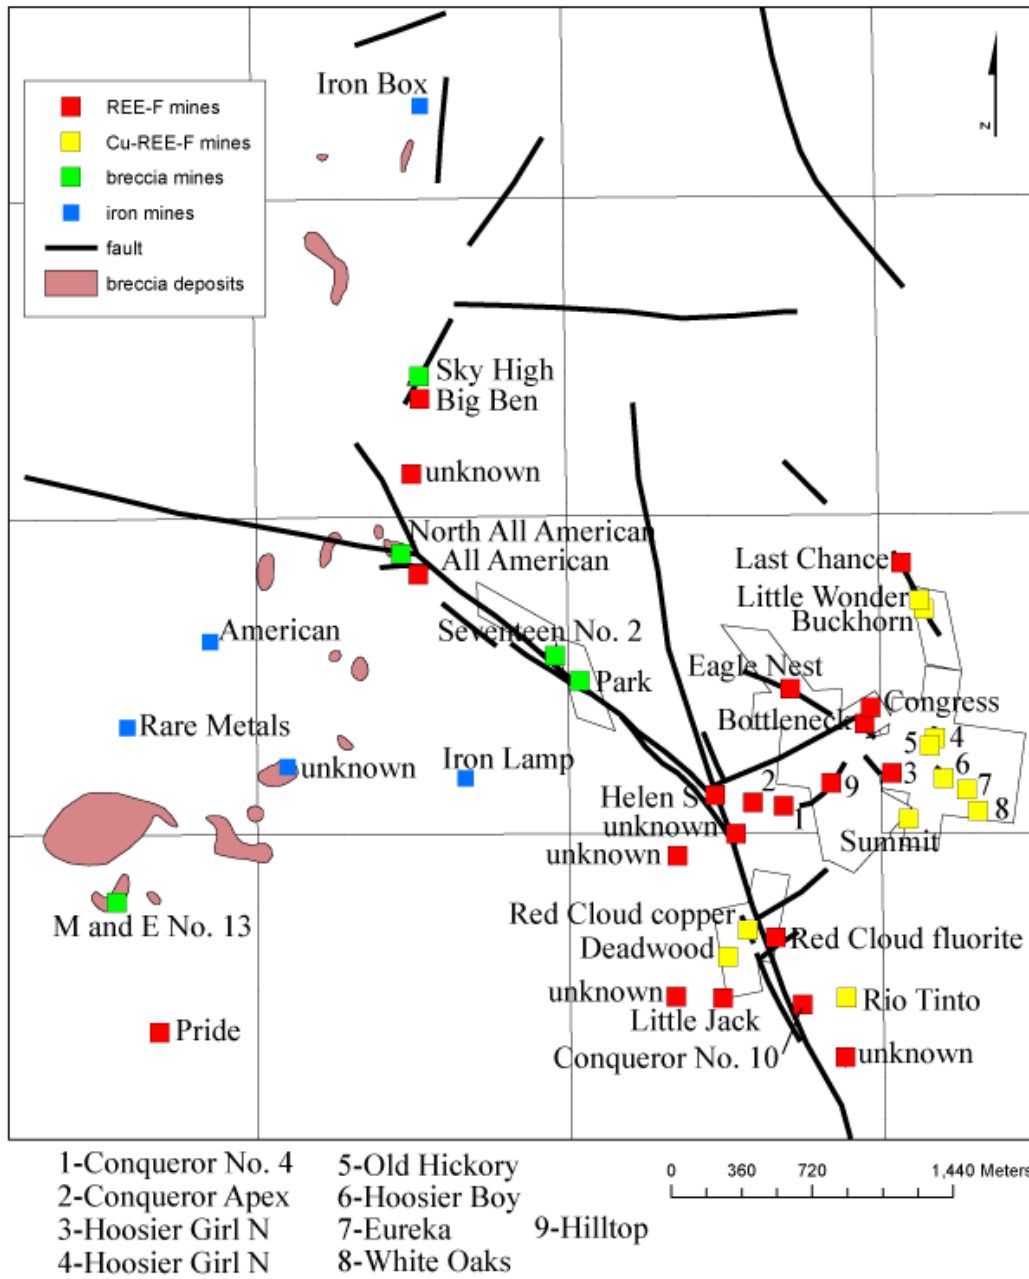 Iron Box
REE-F mines
Cu-REE-F mines
breccia mines
iron mines
fault
breccia deposits
z
Sky High
Big Ben
unknown
North All American
All American
Last Chance
Little Wonder
Buckhorn
American
Seventeen No. 2
Park
Eagle Nest
Congress
Bottleneck
Rare Metals
unknown
Iron Lamp
5
4
3
6
7
8
2
9
1
Helen S
unknown
unknown
Summit
M and E No. 13
Red Cloud copper
Deadwood
Red Cloud fluorite
unknown
Little Jack
Rio Tinto
Pride
Conqueror No. 10
unknown
1-Conqueror No. 4
2-Conqueror Apex
3-Hoosier Girl N
4-Hoosier Girl N
5-Old Hickory
6-Hoosier Boy
7-Eureka
8-White Oaks
9-Hilltop
0 360 720 1,440 Meters